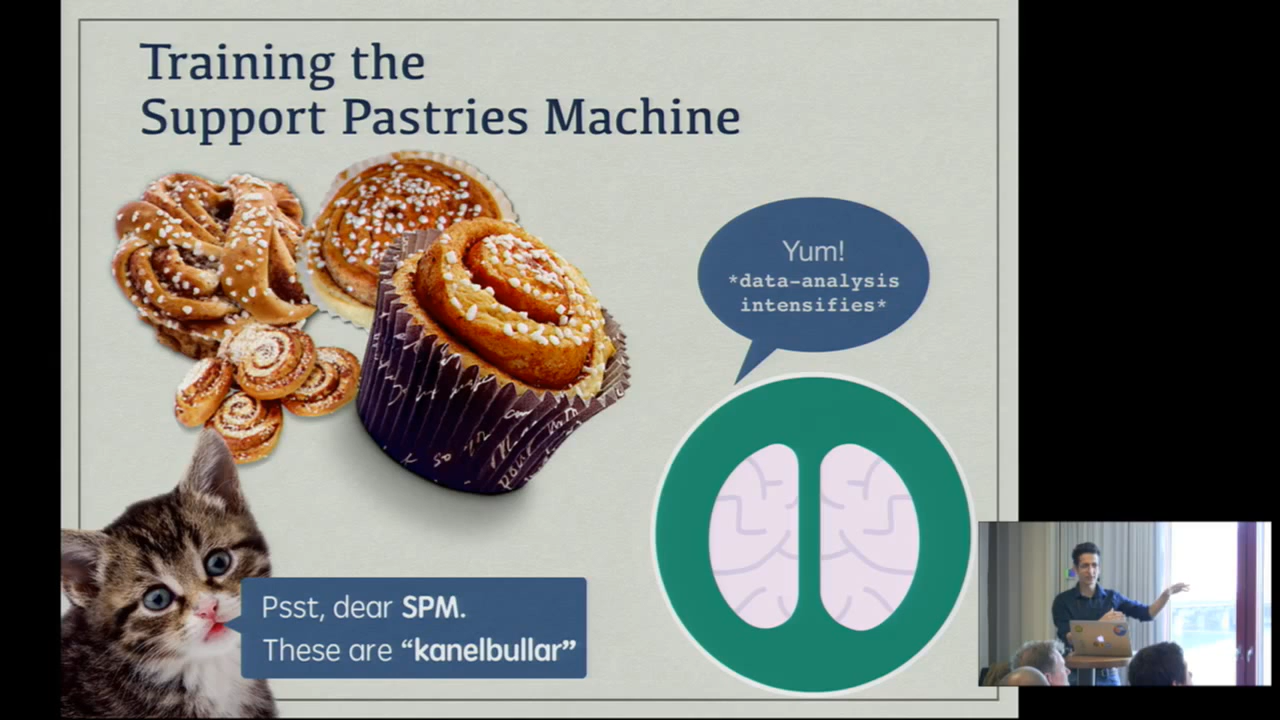 Training the
Support Pastries Machine
Yum!
*data-analysis
intensifies*
Psst, dear SPM.
These are “kanelbullar”